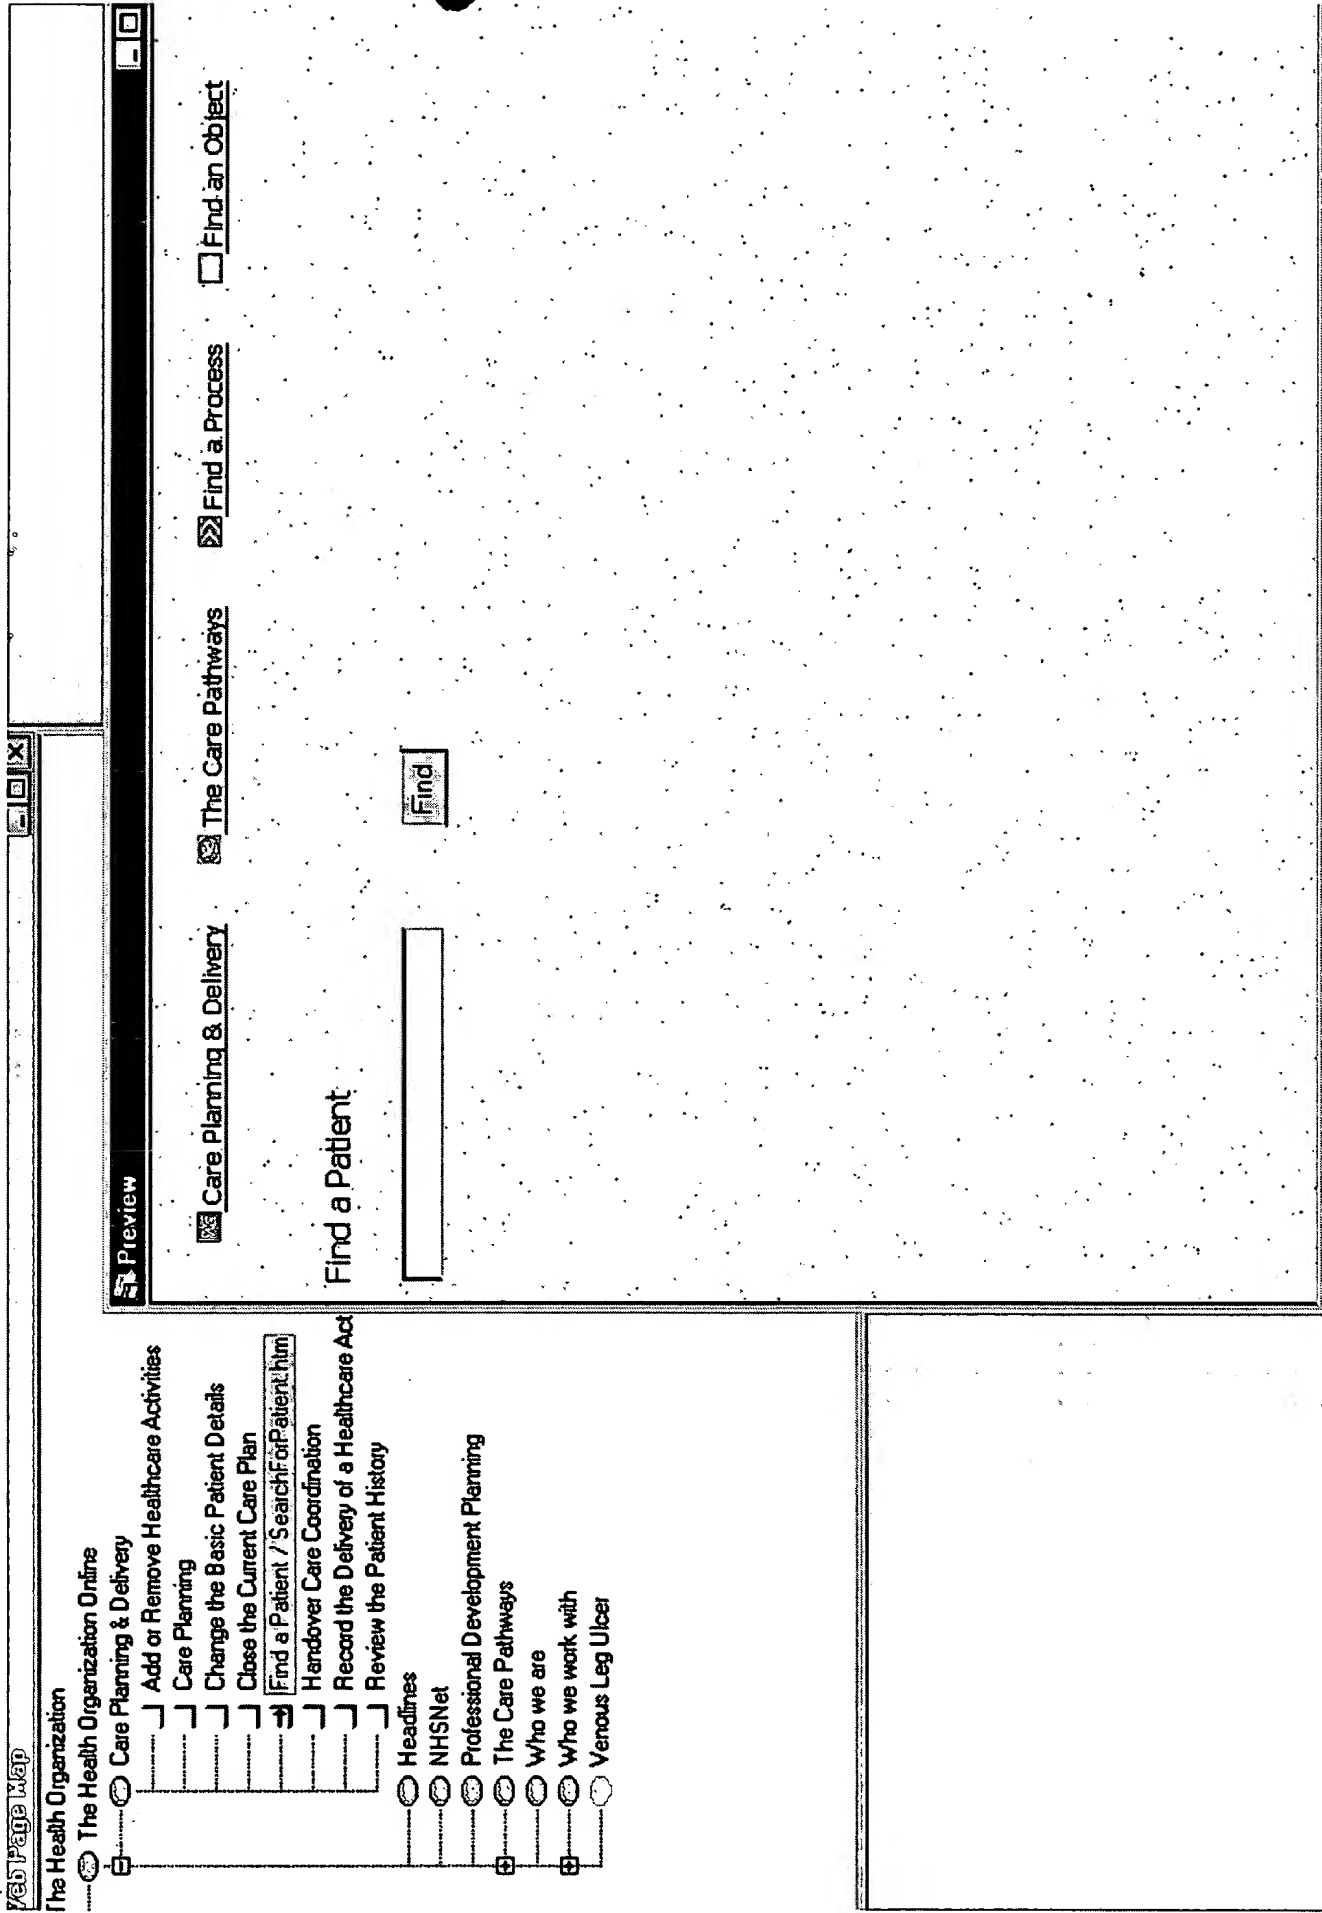 Web Page Map
The Health Organization
The Health Organization Online
Care Planning & Delivery
Add or Remove Healthcare Activities
Care Planning
Change the Basic Patient Details
Close the Current Care Plan
Find a Patient / SearchForPatient.htm
Handover Care Coordination
Record the Delivery of a Healthcare Act
Review the Patient History
Headlines
NHSNet
Professional Development Planning
The Care Pathways
Who we are
Who we work with
Venous Leg Ulcer
Preview
Care Planning & Delivery The Care Pathways Find a Process Find an Object
Find a Patient
Find